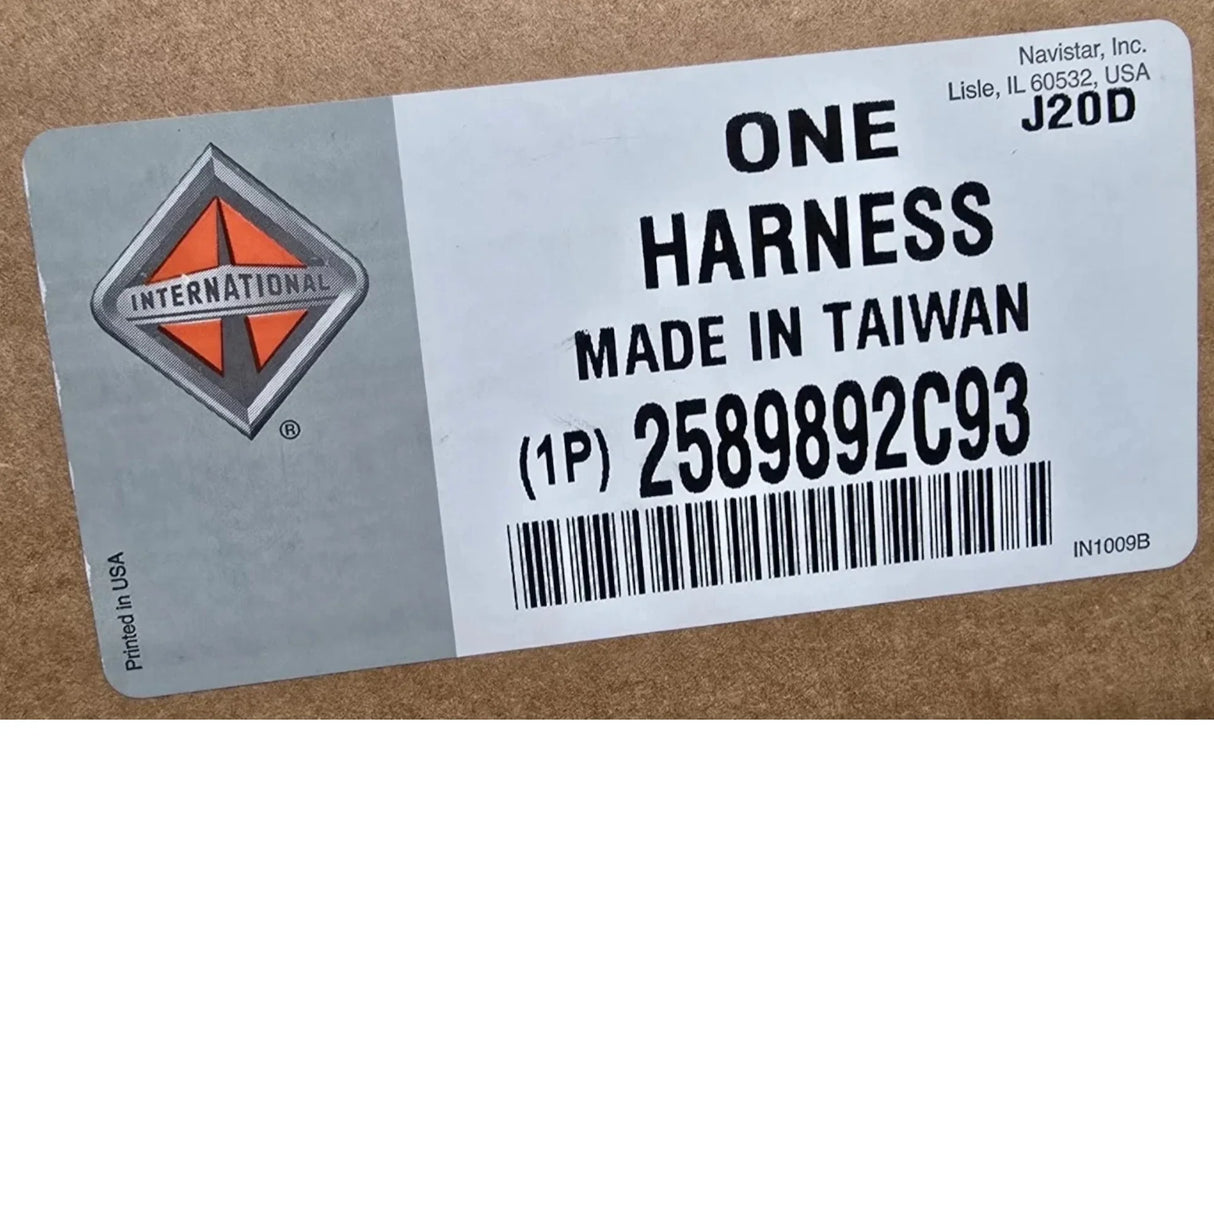 Navistar, Inc.
Lisle, IL 60532, USA
J20D
ONE
HARNESS
MADE IN TAIWAN
(1P) 2589892C93
IN1009B
INTERNATIONAL
®
Printed in USA